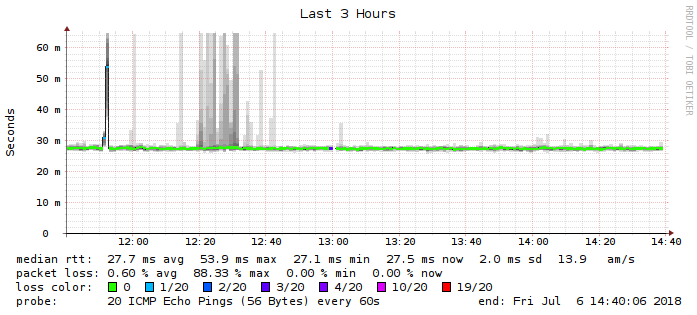 Last 3 Hours
RRDTOOL / TOBI OETIKER
Seconds
60 m
50 m
40 m
30 m
20 m
10 m
0
12:00 12:20 12:40 13:00 13:20 13:40 14:00 14:20 14:40
median rtt: 27.7 ms avg 53.9 ms max 27.1 ms min 27.5 ms now 2.0 ms sd 13.9 am/s
packet loss: 0.60 % avg 88.33 % max 0.00 % min 0.00 % now
loss color: 0 1/20 2/20 3/20 4/20 10/20 19/20
probe: 20 ICMP Echo Pings (56 Bytes) every 60s end: Fri Jul 6 14:40:06 2018